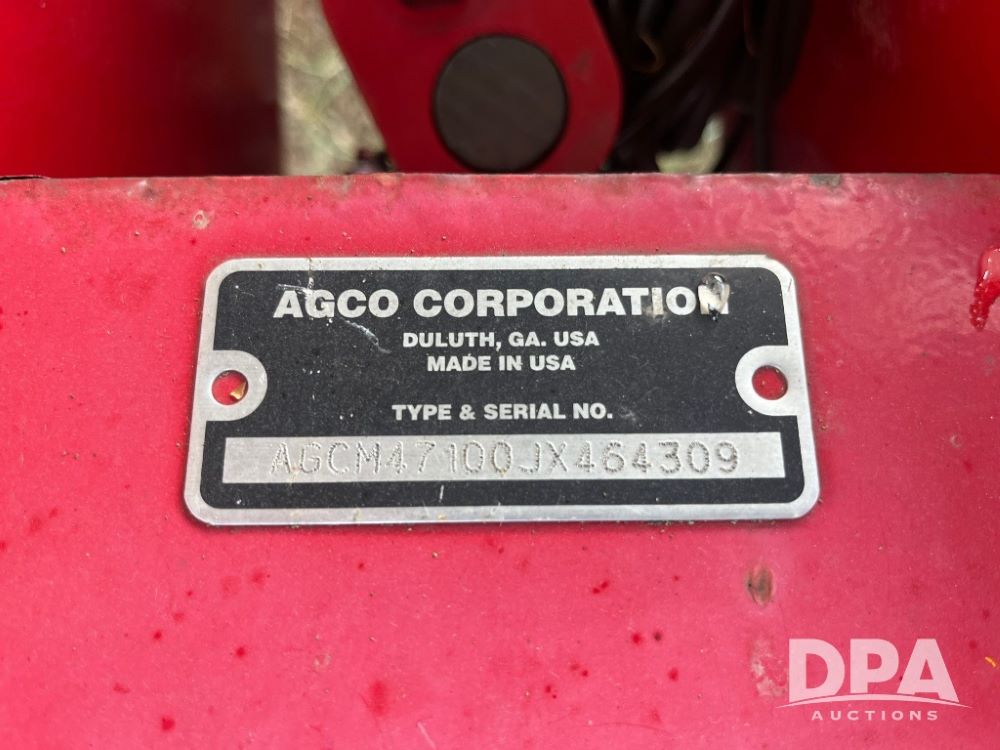 AGCO CORPORATION
DULUTH, GA. USA
MADE IN USA
TYPE & SERIAL NO.
AGCM47100JX464309
DPA
AUCTIONS